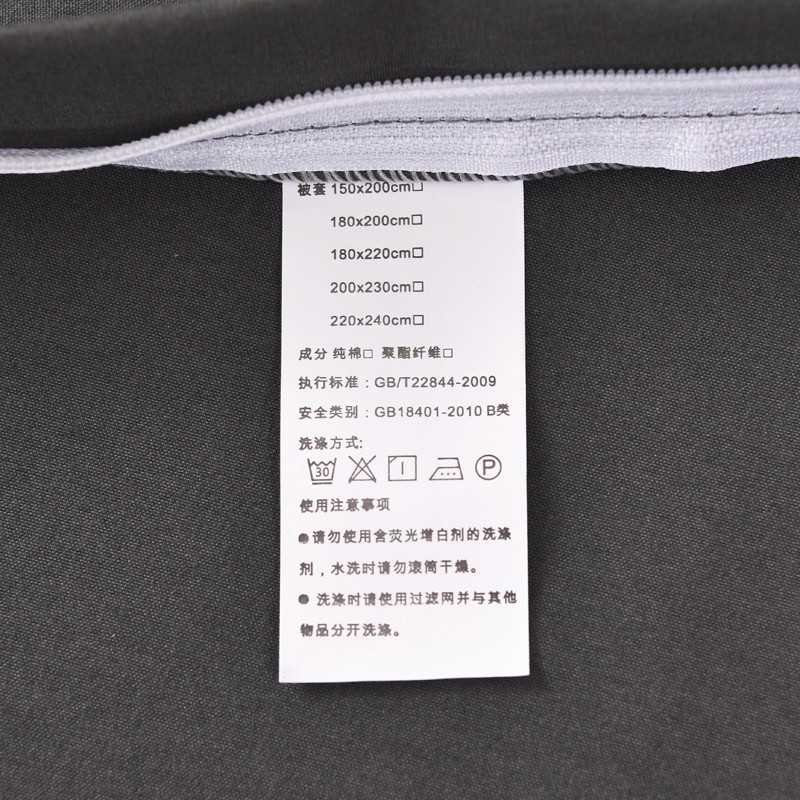 被套 150x200cm□
180x200cm□
180x220cm□
200x230cm□
220x240cm□
成分 纯棉□ 聚酯纤维□
执行标准：GB/T22844-2009
安全类别：GB18401-2010 B类
洗涤方式:
30 P
使用注意事项
●请勿使用含荧光增白剂的洗涤
剂，水洗时请勿滚筒干燥。
● 洗涤时请使用过滤网并与其他
物品分开洗涤。